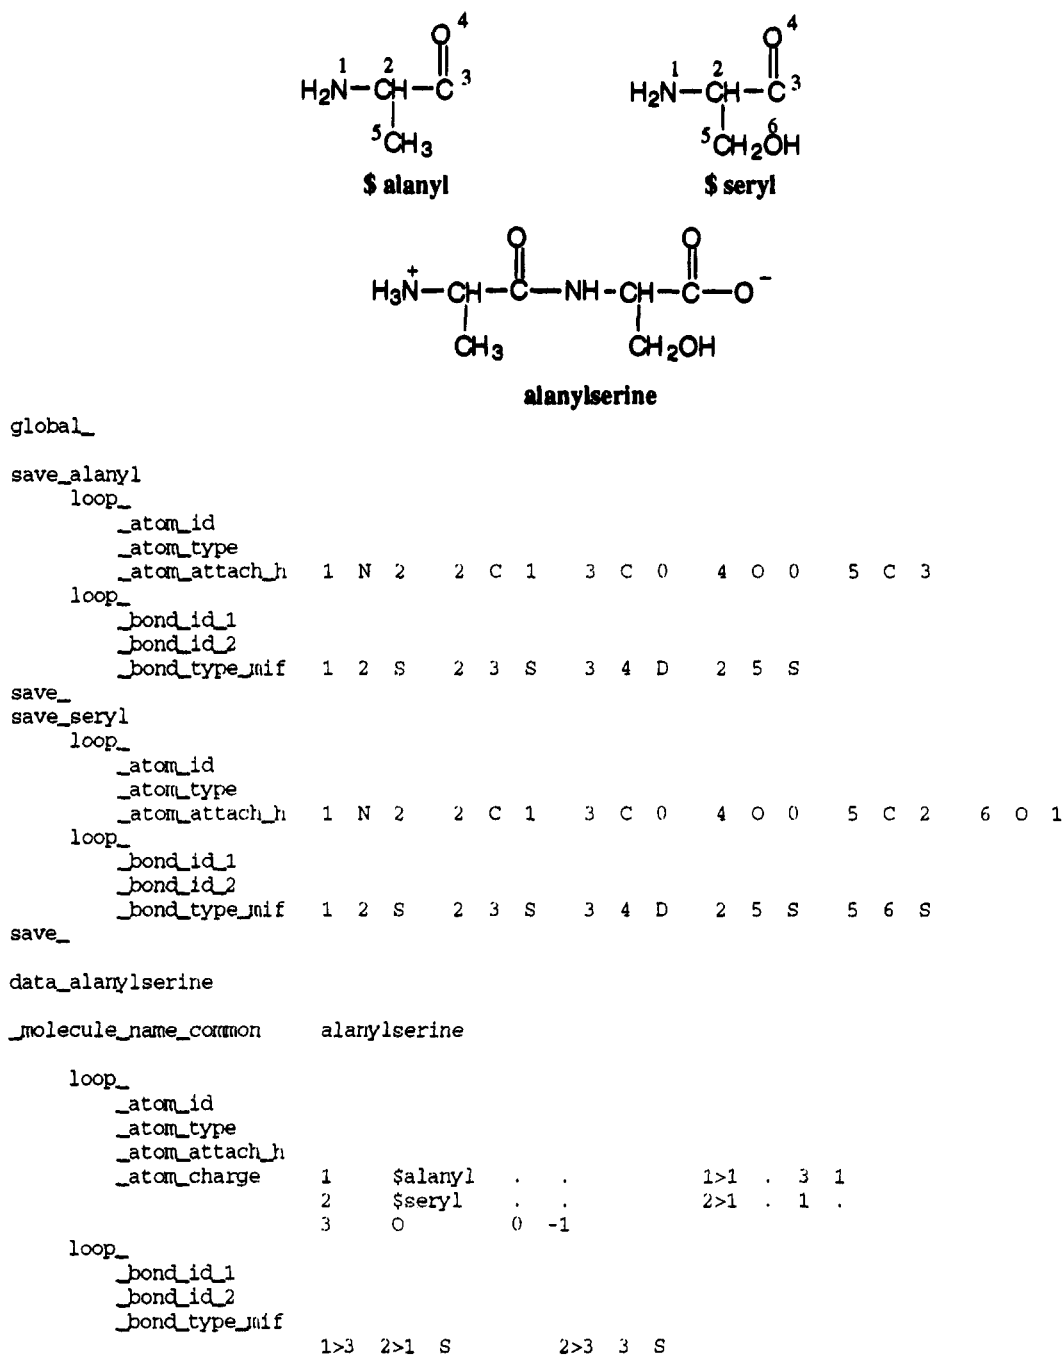 O 4 O 4
1 2 1 2
H2N-CH-C 3 H2N-CH-C 3
5 CH3 5 CH2OH 6
$ alanyl $ seryl
O O
H3N+-CH-C-NH-CH-C-O-
CH3 CH2OH
alanylserine
global_
save_alanyl
loop_
_atom_id
_atom_type
_atom_attach_h 1 N 2 2 C 1 3 C 0 4 O 0 5 C 3
loop_
_bond_id_1
_bond_id_2
_bond_type_mif 1 2 S 2 3 S 3 4 D 2 5 S
save_
save_seryl
loop_
_atom_id
_atom_type
_atom_attach_h 1 N 2 2 C 1 3 C 0 4 O 0 5 C 2 6 O 1
loop_
_bond_id_1
_bond_id_2
_bond_type_mif 1 2 S 2 3 S 3 4 D 2 5 S 5 6 S
save_
data_alanylserine
_molecule_name_common alanylserine
loop_
_atom_id
_atom_type
_atom_attach_h
_atom_charge 1 $alanyl . . 1>1 . 3 1
2 $seryl . . 2>1 . 1 .
3 O 0 -1
loop_
_bond_id_1
_bond_id_2
_bond_type_mif
1>3 2>1 S 2>3 3 S